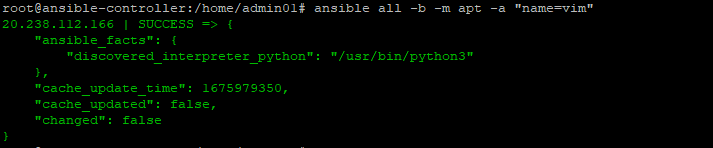 root@ansible-controller:/home/admin01# ansible all -b -m apt -a "name=vim"
20.238.112.166 | SUCCESS => {
    "ansible_facts": {
        "discovered_interpreter_python": "/usr/bin/python3"
    },
    "cache_update_time": 1675979350,
    "cache_updated": false,
    "changed": false
}